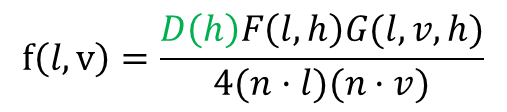 f(l,v) = D(h)F(l,h)G(l,v,h) / 4(n · l)(n · v)